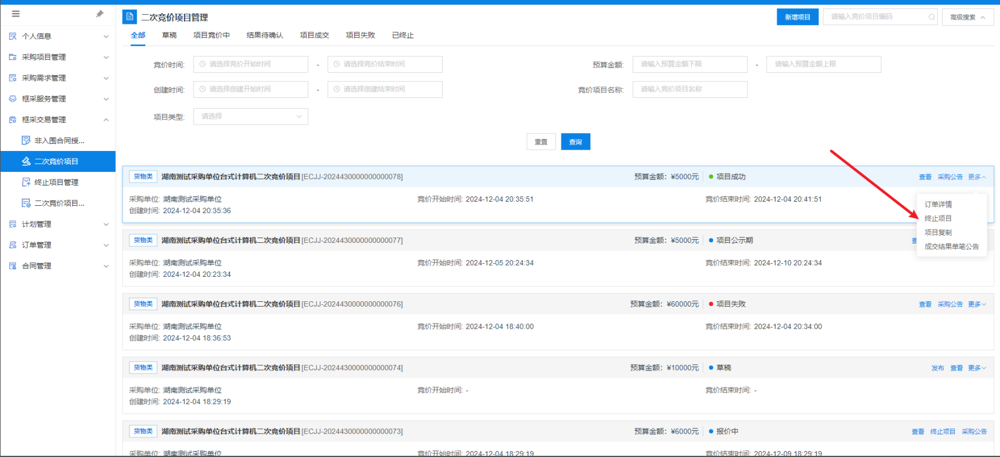 二次竞价项目管理
新增项目
请输入竞价项目编码
高级搜索
全部 草稿 项目竞价中 结果待确认 项目成交 项目失败 已终止
个人信息
采购项目管理
采购需求管理
框采服务管理
框采交易管理
非入围合同授...
二次竞价项目
终止项目管理
二次竞价项目...
计划管理
订单管理
合同管理
竞价时间: 请选择竞价开始时间 - 请选择竞价结束时间
预算金额: 请输入预算金额下限 - 请输入预算金额上限
创建时间: 请选择创建开始时间 - 请选择创建结束时间
竞价项目名称: 请输入竞价项目名称
项目类型: 请选择
重置 查询
货物类 湖南测试采购单位台式计算机二次竞价项目[ECJJ-2024430000000000078] 预算金额: ¥5000元 项目成功 查看 采购公告 更多
采购单位: 湖南测试采购单位 竞价开始时间: 2024-12-04 20:35:51 竞价结束时间: 2024-12-04 20:41:51
创建时间: 2024-12-04 20:35:36
订单详情
终止项目
项目复制
成交结果单笔公告
货物类 湖南测试采购单位台式计算机二次竞价项目[ECJJ-2024430000000000077] 预算金额: ¥5000元 项目公示期
采购单位: 湖南测试采购单位 竞价开始时间: 2024-12-05 20:24:34 竞价结束时间: 2024-12-10 20:24:34
创建时间: 2024-12-04 20:23:34
货物类 湖南测试采购单位台式计算机二次竞价项目[ECJJ-2024430000000000076] 预算金额: ¥60000元 项目失败 查看 采购公告 更多
采购单位: 湖南测试采购单位 竞价开始时间: 2024-12-04 18:40:00 竞价结束时间: 2024-12-04 20:34:00
创建时间: 2024-12-04 18:36:53
货物类 湖南测试采购单位台式计算机二次竞价项目[ECJJ-2024430000000000074] 预算金额: ¥10000元 草稿 发布 查看 更多
采购单位: 湖南测试采购单位 竞价开始时间: - 竞价结束时间: -
创建时间: 2024-12-04 18:29:19
货物类 湖南测试采购单位台式计算机二次竞价项目[ECJJ-2024430000000000073] 预算金额: ¥6000元 报价中 查看 终止项目 采购公告
采购单位: 湖南测试采购单位 竞价开始时间: 2024-12-04 18:29:19 竞价结束时间: 2024-12-09 18:29:19